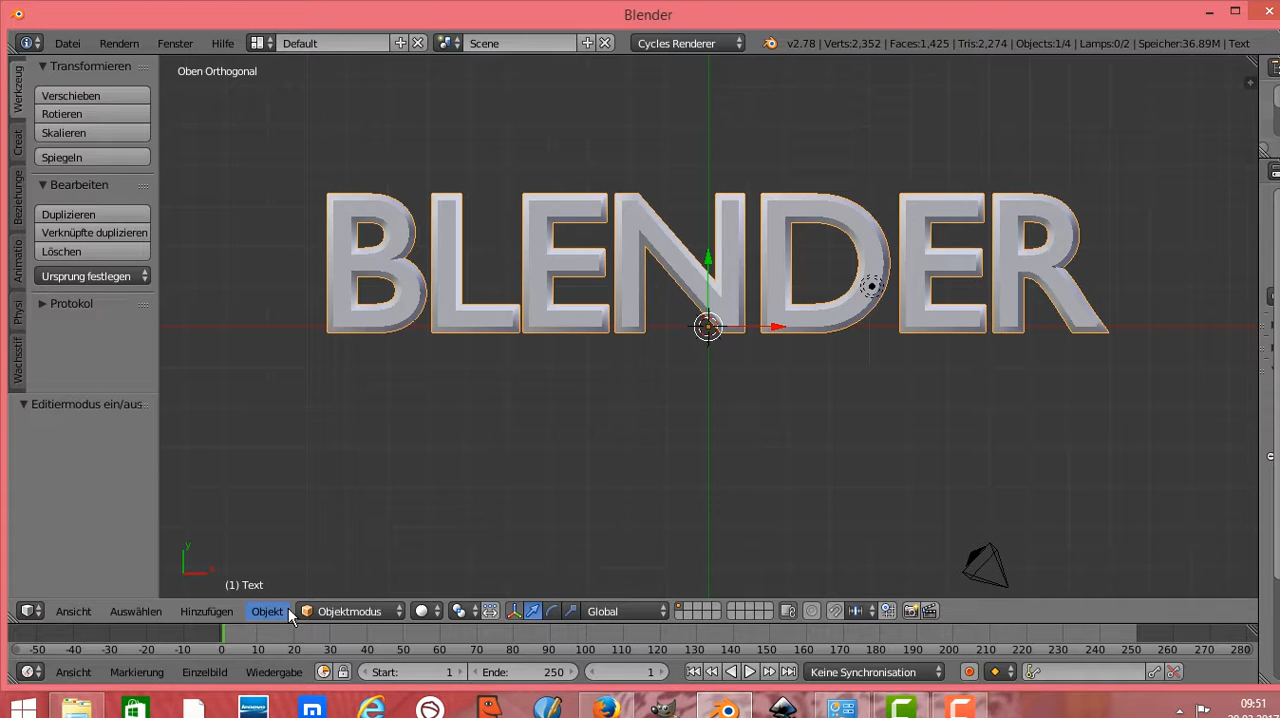 Blender
Datei Rendern Fenster Hilfe Default Scene Cycles Renderer v2.78 | Verts:2,352 | Faces:1,425 | Tris:2,274 | Objects:1/4 | Lamps:0/2 | Speicher:36.89M | Text
Werkzeug
Creat
Beziehunge
Animatio
Physi
Wachsstif
Transformieren
Verschieben
Rotieren
Skalieren
Spiegeln
Bearbeiten
Duplizieren
Verknüpfte duplizieren
Löschen
Ursprung festlegen
Protokol
Editiermodus ein/aus
Oben Orthogonal
BLENDER
y
x
(1) Text
Ansicht Auswählen Hinzufügen Objekt Objektmodus Global
-50 -40 -30 -20 -10 0 10 20 30 40 50 60 70 80 90 100 110 120 130 140 150 160 170 180 190 200 210 220 230 240 250 260 270 280
Ansicht Markierung Einzelbild Wiedergabe Start: 1 Ende: 250 1 Keine Synchronisation
lenovo
09:51